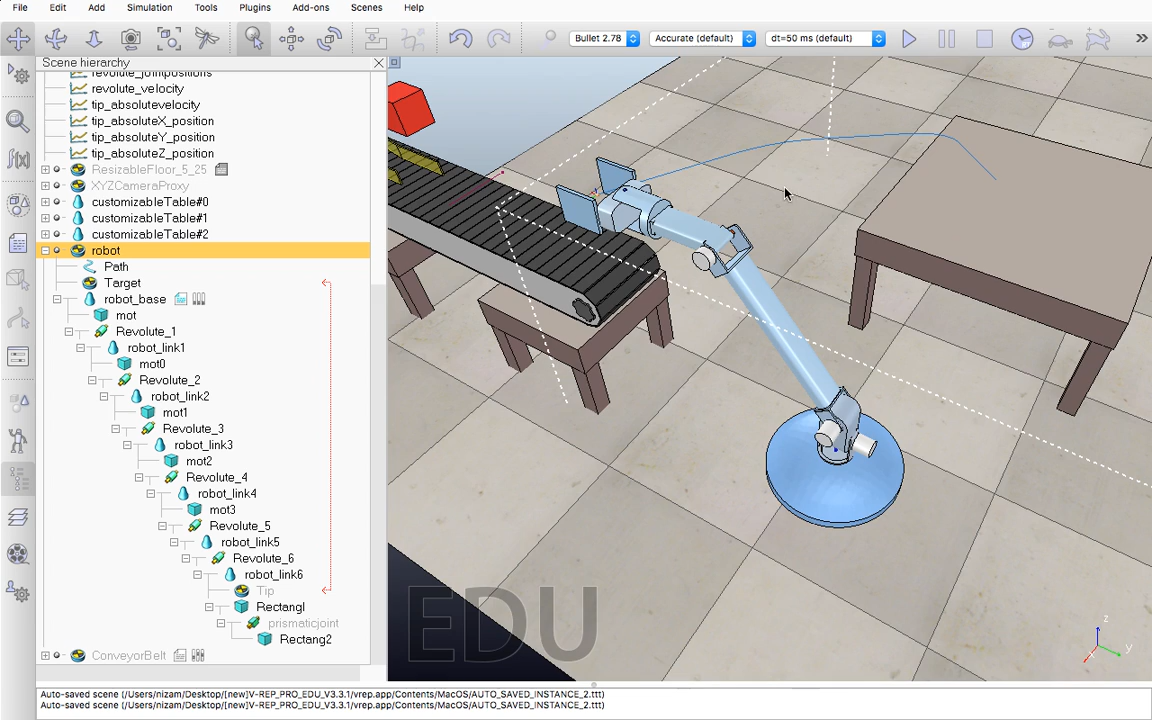 File Edit Add Simulation Tools Plugins Add-ons Scenes Help
Bullet 2.78 Accurate (default) dt=50 ms (default) »
Scene hierarchy
revolute_jointpositions
revolute_velocity
tip_absolutevelocity
tip_absoluteX_position
tip_absoluteY_position
tip_absoluteZ_position
ResizableFloor_5_25
XYZCameraProxy
customizableTable#0
customizableTable#1
customizableTable#2
robot
Path
Target
robot_base
mot
Revolute_1
robot_link1
mot0
Revolute_2
robot_link2
mot1
Revolute_3
robot_link3
mot2
Revolute_4
robot_link4
mot3
Revolute_5
robot_link5
Revolute_6
robot_link6
Tip
Rectangl
prismaticjoint
Rectang2
ConveyorBelt
f(x)
EDU
z
x y
Auto-saved scene (/Users/nizam/Desktop/[new]V-REP_PRO_EDU_V3.3.1/vrep.app/Contents/MacOS/AUTO_SAVED_INSTANCE_2.ttt)
Auto-saved scene (/Users/nizam/Desktop/[new]V-REP_PRO_EDU_V3.3.1/vrep.app/Contents/MacOS/AUTO_SAVED_INSTANCE_2.ttt)